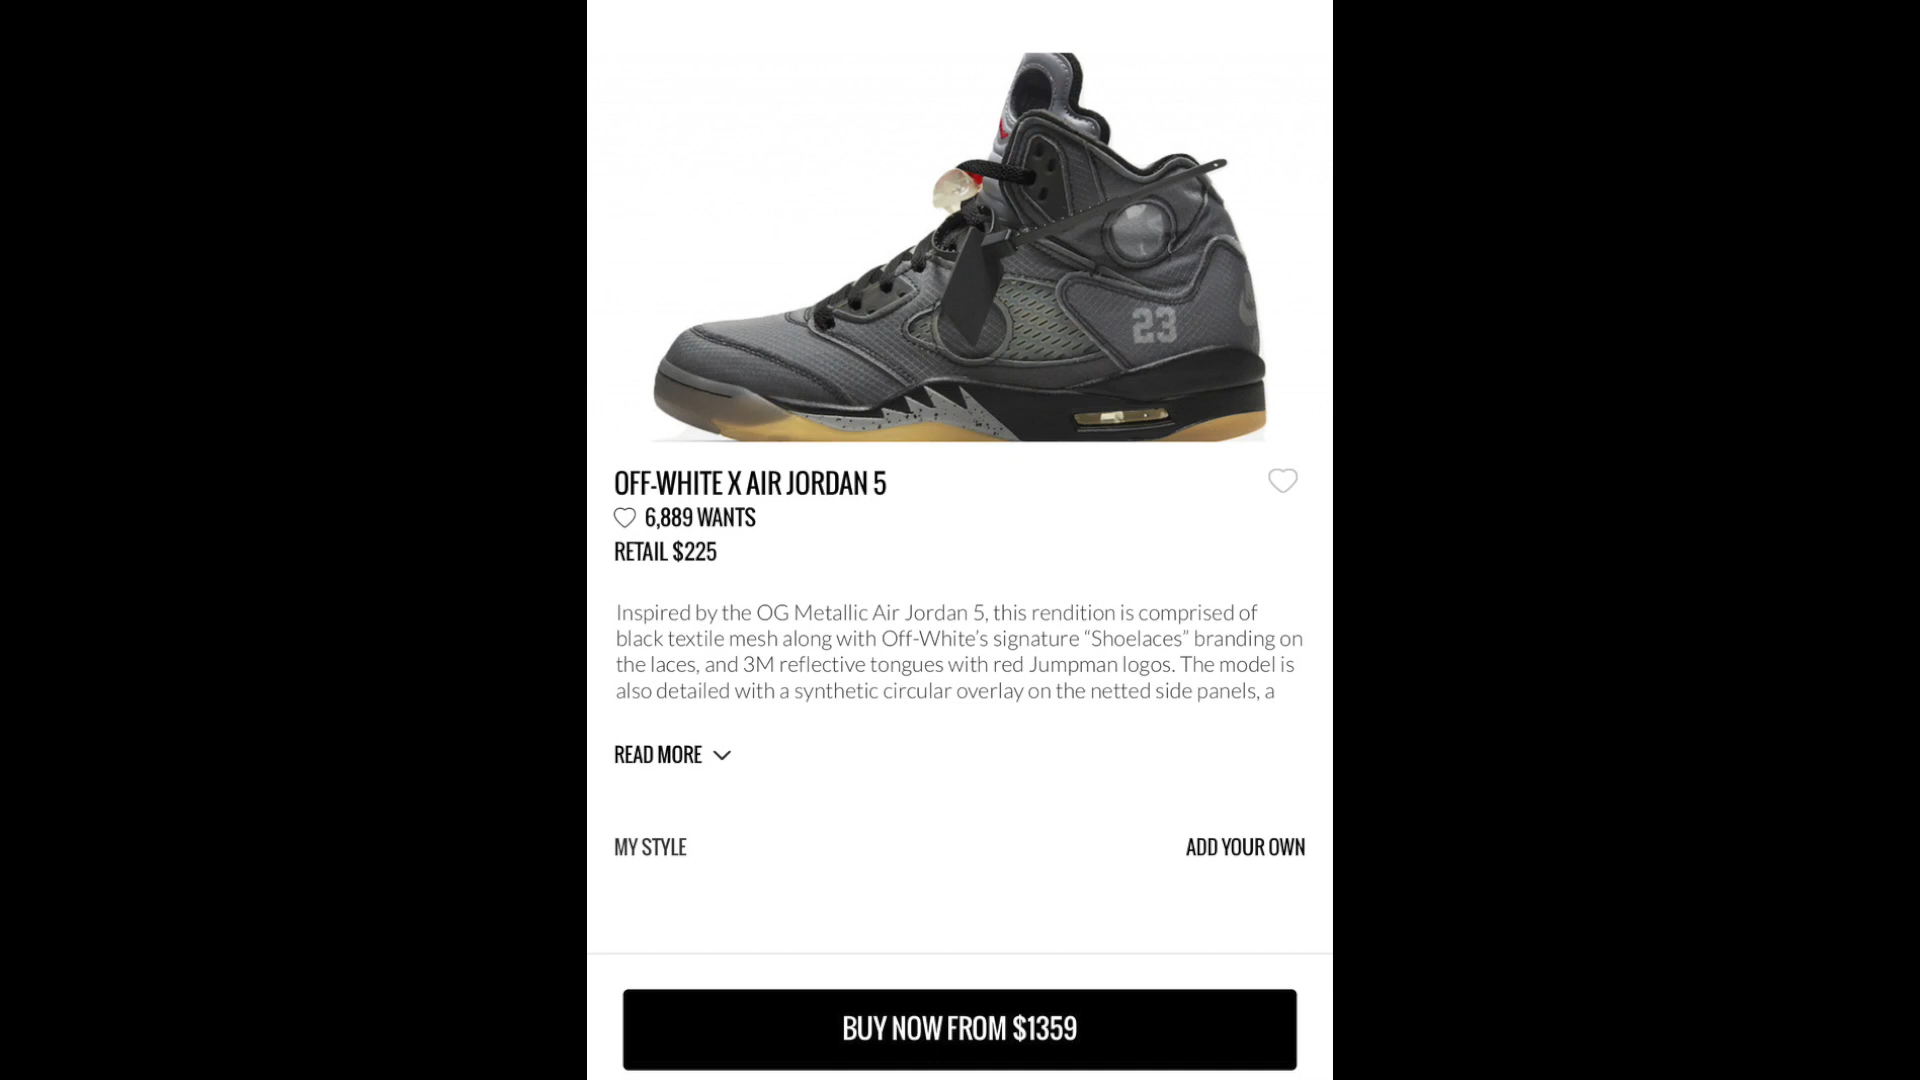 23
OFF-WHITE X AIR JORDAN 5
6,889 WANTS
RETAIL $225
Inspired by the OG Metallic Air Jordan 5, this rendition is comprised of
black textile mesh along with Off-White’s signature “Shoelaces” branding on
the laces, and 3M reflective tongues with red Jumpman logos. The model is
also detailed with a synthetic circular overlay on the netted side panels, a
READ MORE
MY STYLE
ADD YOUR OWN
BUY NOW FROM $1359